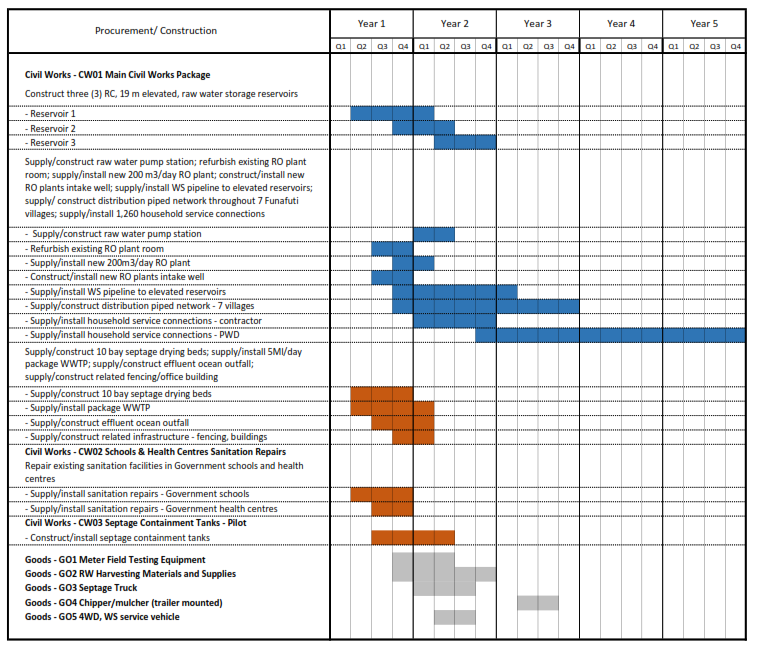 Procurement/ Construction
Year 1 Year 2 Year 3 Year 4 Year 5
Q1 Q2 Q3 Q4 Q1 Q2 Q3 Q4 Q1 Q2 Q3 Q4 Q1 Q2 Q3 Q4 Q1 Q2 Q3 Q4
Civil Works - CW01 Main Civil Works Package
Construct three (3) RC, 19 m elevated, raw water storage reservoirs
- Reservoir 1
- Reservoir 2
- Reservoir 3
Supply/construct raw water pump station; refurbish existing RO plant
room; supply/install new 200 m3/day RO plant; construct/install new
RO plants intake well; supply/install WS pipeline to elevated reservoirs;
supply/ construct distribution piped network throughout 7 Funafuti
villages; supply/install 1,260 household service connections
- Supply/construct raw water pump station
- Refurbish existing RO plant room
- Supply/install new 200m3/day RO plant
- Construct/install new RO plants intake well
- Supply/install WS pipeline to elevated reservoirs
- Supply/construct distribution piped network - 7 villages
- Supply/install household service connections - contractor
- Supply/install household service connections - PWD
Supply/construct 10 bay septage drying beds; supply/install 5Ml/day
package WWTP; supply/construct effluent ocean outfall;
supply/construct related fencing/office building
- Supply/construct 10 bay septage drying beds
- Supply/install package WWTP
- Supply/construct effluent ocean outfall
- Supply/construct related infrastructure - fencing, buildings
Civil Works - CW02 Schools & Health Centres Sanitation Repairs
Repair existing sanitation facilities in Government schools and health
centres
- Supply/install sanitation repairs - Government schools
- Supply/install sanitation repairs - Government health centres
Civil Works - CW03 Septage Containment Tanks - Pilot
- Construct/install septage containment tanks
Goods - GO1 Meter Field Testing Equipment
Goods - GO2 RW Harvesting Materials and Supplies
Goods - GO3 Septage Truck
Goods - GO4 Chipper/mulcher (trailer mounted)
Goods - GO5 4WD, WS service vehicle